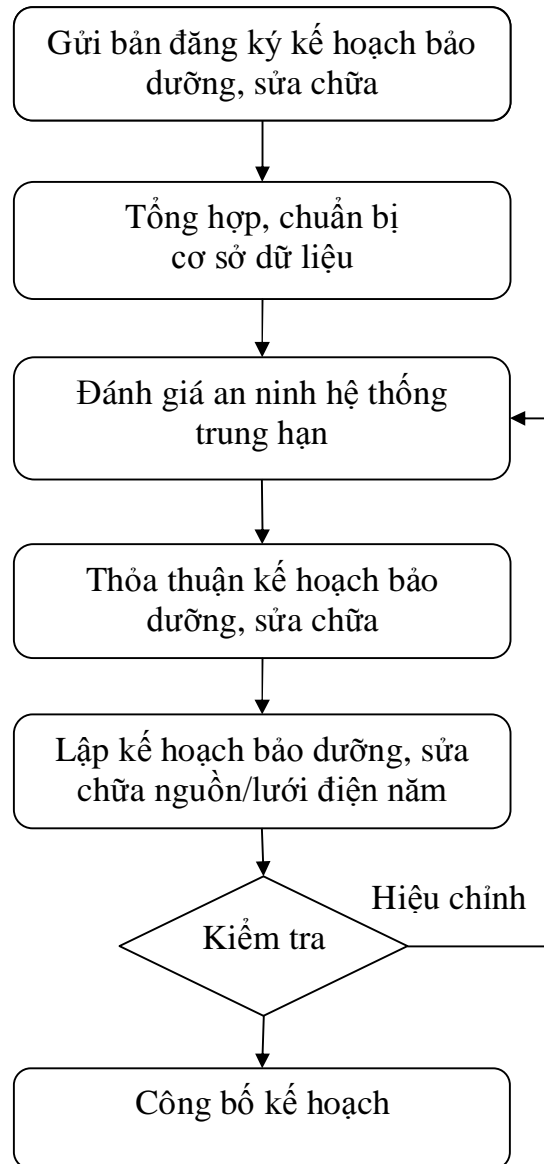 Gửi bản đăng ký kế hoạch bảo
dưỡng, sửa chữa
Tổng hợp, chuẩn bị
cơ sở dữ liệu
Đánh giá an ninh hệ thống
trung hạn
Thỏa thuận kế hoạch bảo
dưỡng, sửa chữa
Lập kế hoạch bảo dưỡng, sửa
chữa nguồn/lưới điện năm
Hiệu chỉnh
Kiểm tra
Công bố kế hoạch